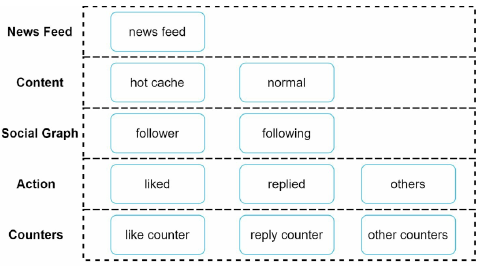 News Feed news feed
Content hot cache normal
Social Graph follower following
Action liked replied others
Counters like counter reply counter other counters